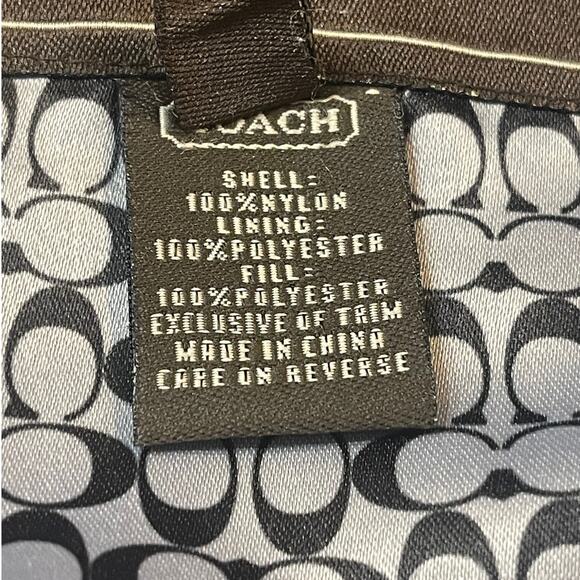 COACH
SHELL:
100%NYLON
LINING:
100%POLYESTER
FILL:
100%POLYESTER
EXCLUSIVE OF TRIM
MADE IN CHINA
CARE ON REVERSE